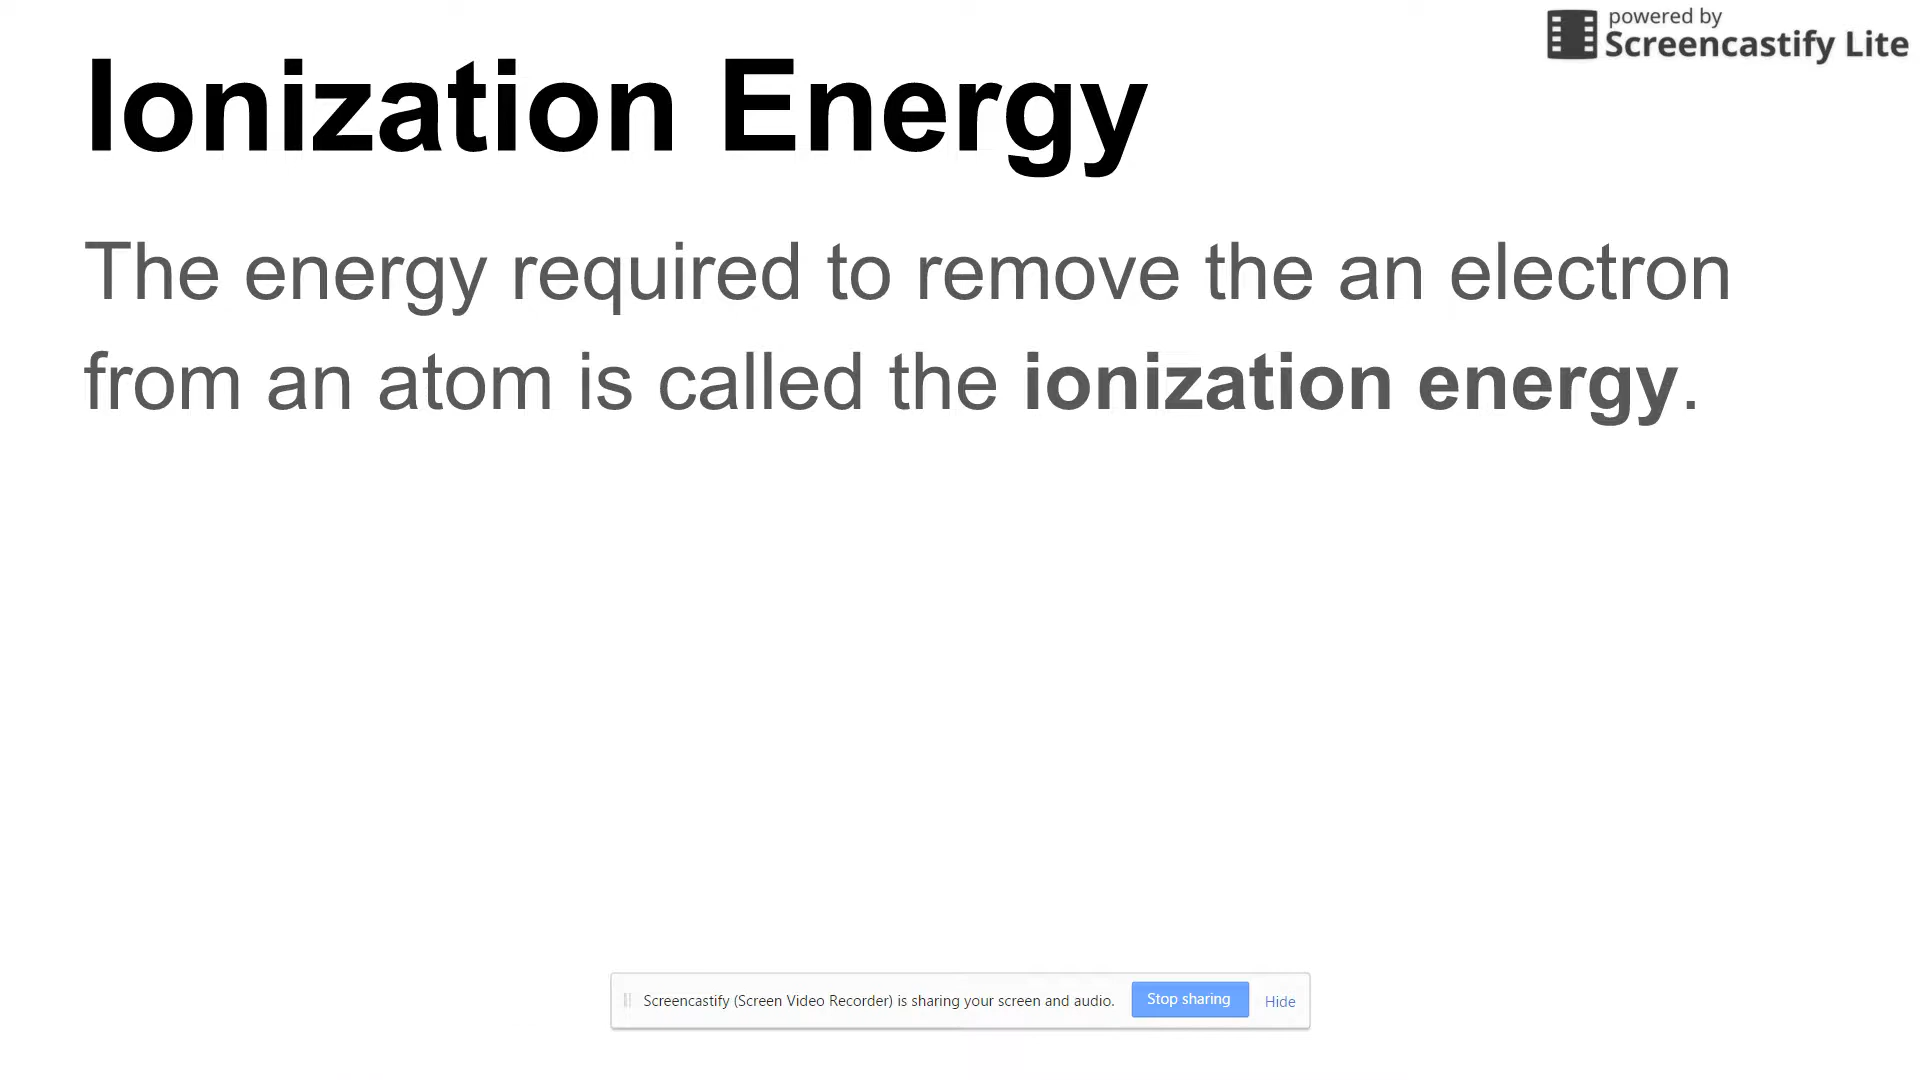 powered by
Screencastify Lite
Ionization Energy
The energy required to remove the an electron
from an atom is called the ionization energy.
Screencastify (Screen Video Recorder) is sharing your screen and audio. Stop sharing Hide